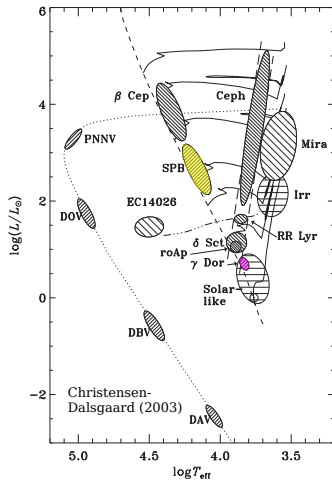 6
4
2
0
−2
log(L/L⊙)
β Cep
Ceph
PNNV
Mira
SPB
EC14026
Irr
DOV
δ Sct
RR Lyr
roAp
γ Dor
Solar-
like
DBV
Christensen-
Dalsgaard (2003)
DAV
5.0
4.5
4.0
3.5
log T_eff